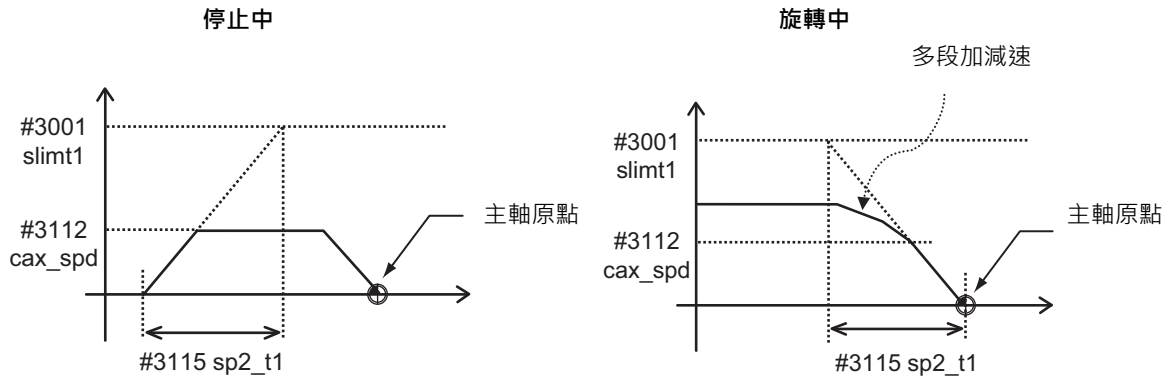 停止中
#3001
slimt1
#3112
cax_spd
主軸原點
#3115 sp2_t1
旋轉中
多段加減速
#3001
slimt1
#3112
cax_spd
主軸原點
#3115 sp2_t1